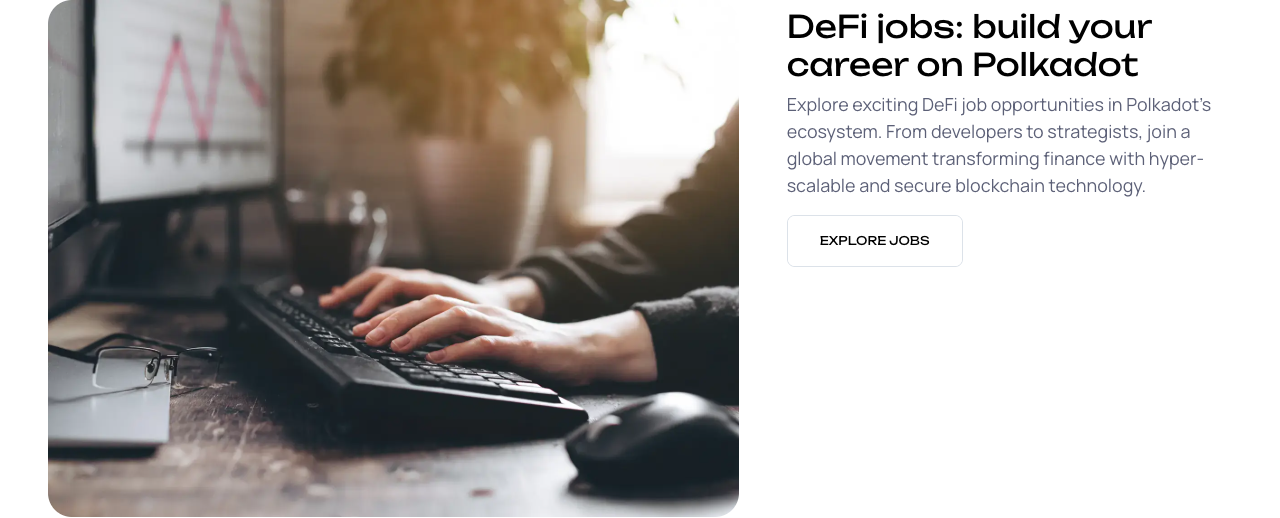 DeFi jobs: build your
career on Polkadot
Explore exciting DeFi job opportunities in Polkadot’s
ecosystem. From developers to strategists, join a
global movement transforming finance with hyper-
scalable and secure blockchain technology.
EXPLORE JOBS